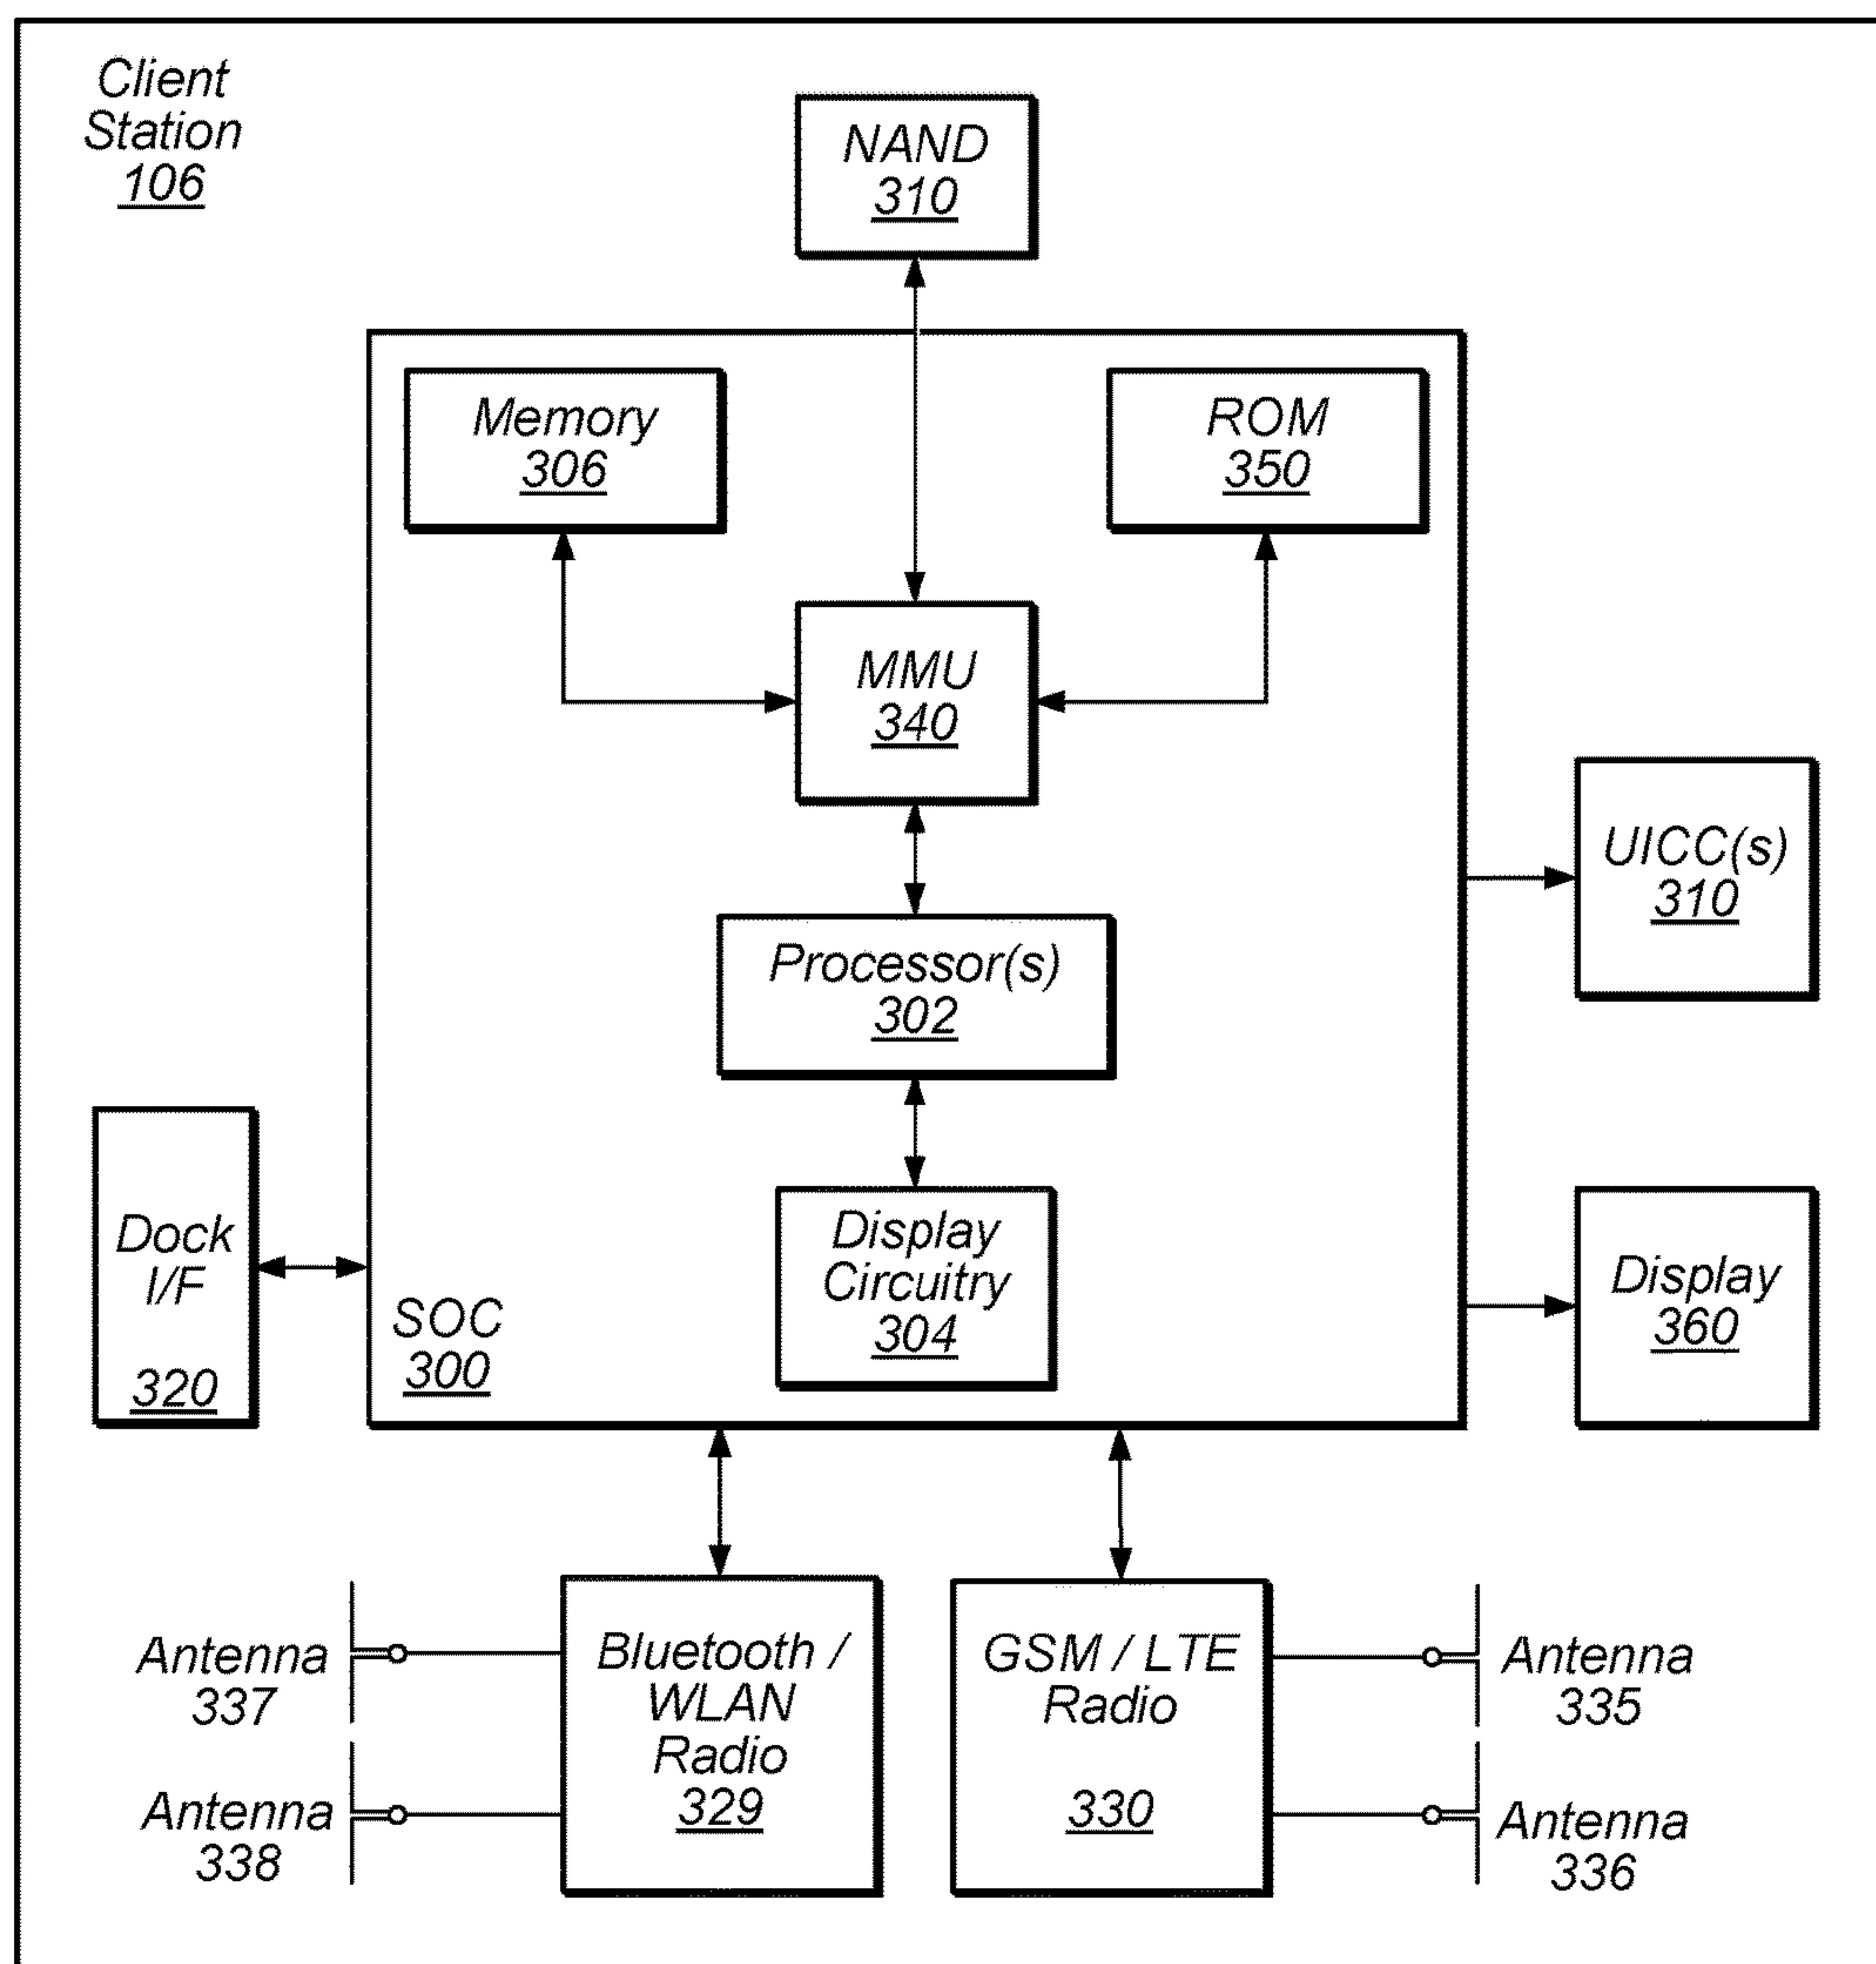 Client
Station
106
NAND
310
Memory
306
ROM
350
MMU
340
UICC(s)
310
Processor(s)
302
Dock
I/F
320
Display
Circuitry
304
SOC
300
Display
360
Antenna
337
Antenna
338
Bluetooth /
WLAN
Radio
329
GSM / LTE
Radio
330
Antenna
335
Antenna
336